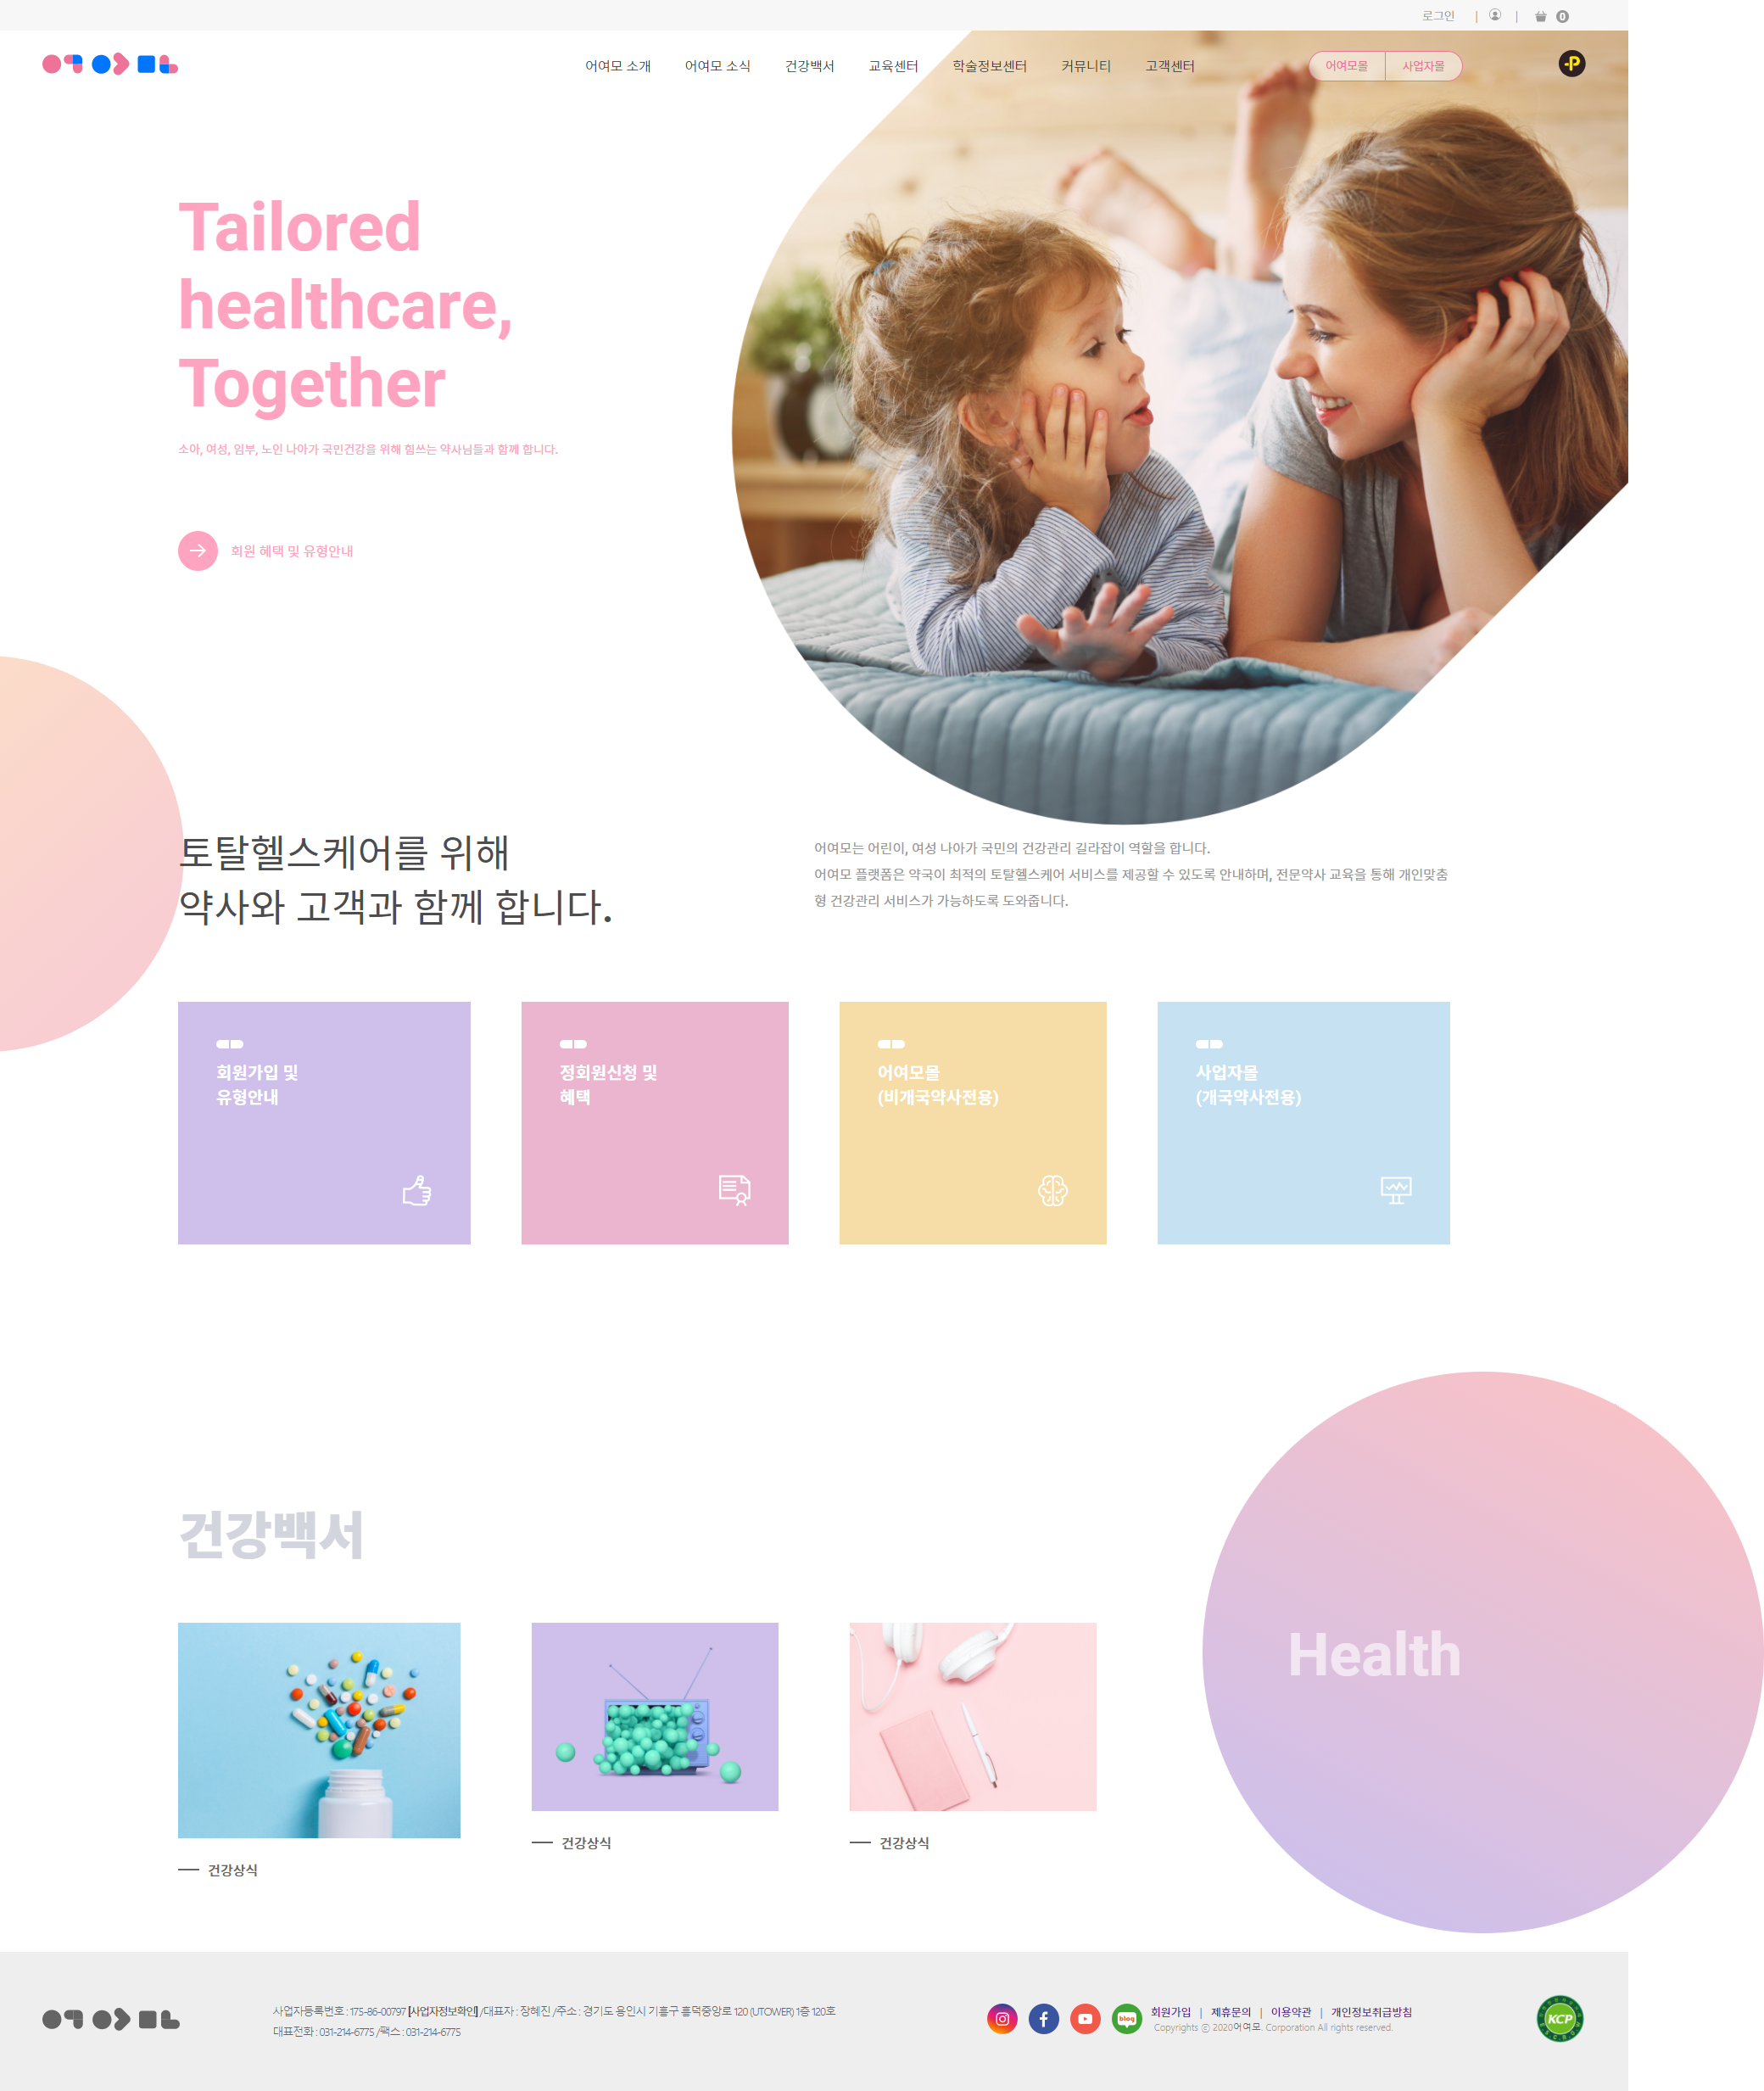 로그인 | | 0
어여모 소개 어여모 소식 건강백서 교육센터 학술정보센터 커뮤니티 고객센터 어여모몰 사업자몰
Tailored
healthcare,
Together
소아, 여성, 임부, 노인 나아가 국민건강을 위해 힘쓰는 약사님들과 함께 합니다.
회원 혜택 및 유형안내
토탈헬스케어를 위해
약사와 고객과 함께 합니다.
어여모는 어린이, 여성 나아가 국민의 건강관리 길라잡이 역할을 합니다.
어여모 플랫폼은 약국이 최적의 토탈헬스케어 서비스를 제공할 수 있도록 안내하며, 전문약사 교육을 통해 개인맞춤
형 건강관리 서비스가 가능하도록 도와줍니다.
회원가입 및
유형안내
정회원신청 및
혜택
어여모몰
(비개국약사전용)
사업자몰
(개국약사전용)
건강백서
Health
건강상식
건강상식
건강상식
사업자등록번호 : 175-86-00797 [사업자정보확인] /대표자 : 장혜진 /주소 : 경기도 용인시 기흥구 흥덕중앙로 120 (UTOWER) 1층 120호
대표전화 : 031-214-6775 /팩스 : 031-214-6775
blog
회원가입 | 제휴문의 | 이용약관 | 개인정보취급방침
Copyrights ⓒ 2020어여모. Corporation All rights reserved.
KCP